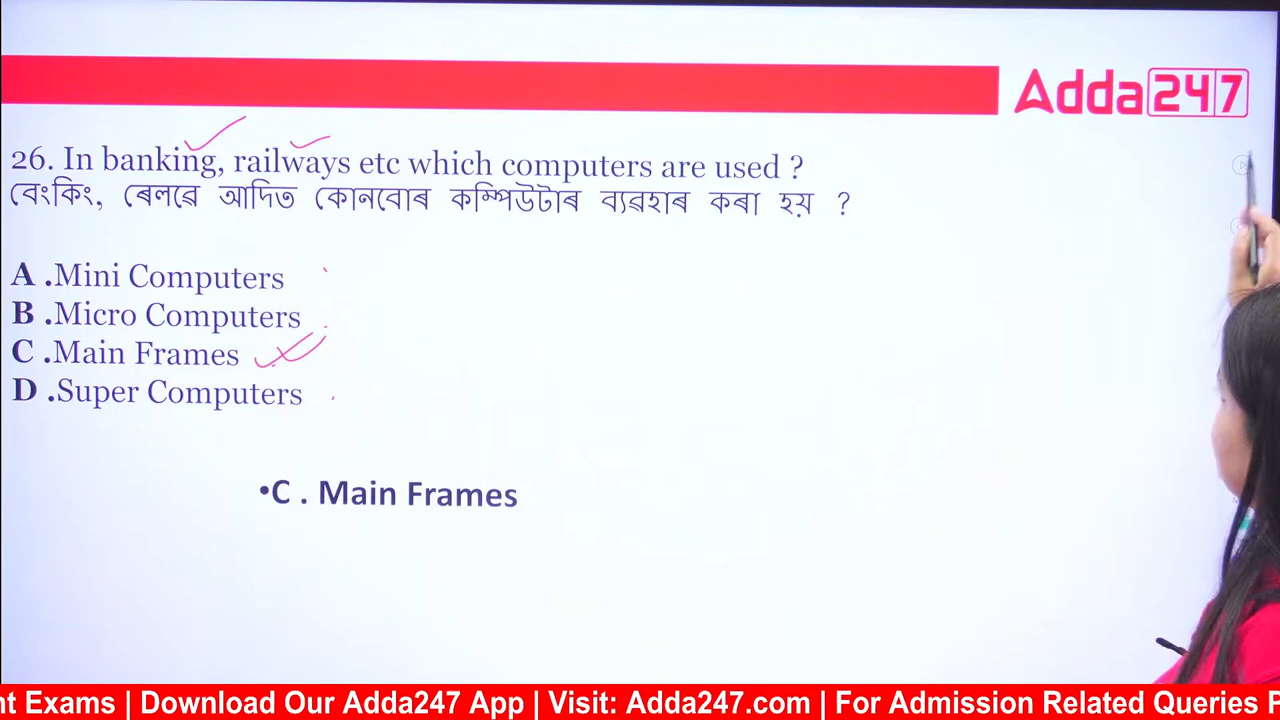 Adda247
26. In banking, railways etc which computers are used ?
বেংকিং, ৰেলৱে আদিত কোনবোৰ কম্পিউটাৰ ব্যৱহাৰ কৰা হয় ?
A .Mini Computers
B .Micro Computers
C .Main Frames
D .Super Computers
•C . Main Frames
nt Exams | Download Our Adda247 App | Visit: Adda247.com | For Admission Related Queries P